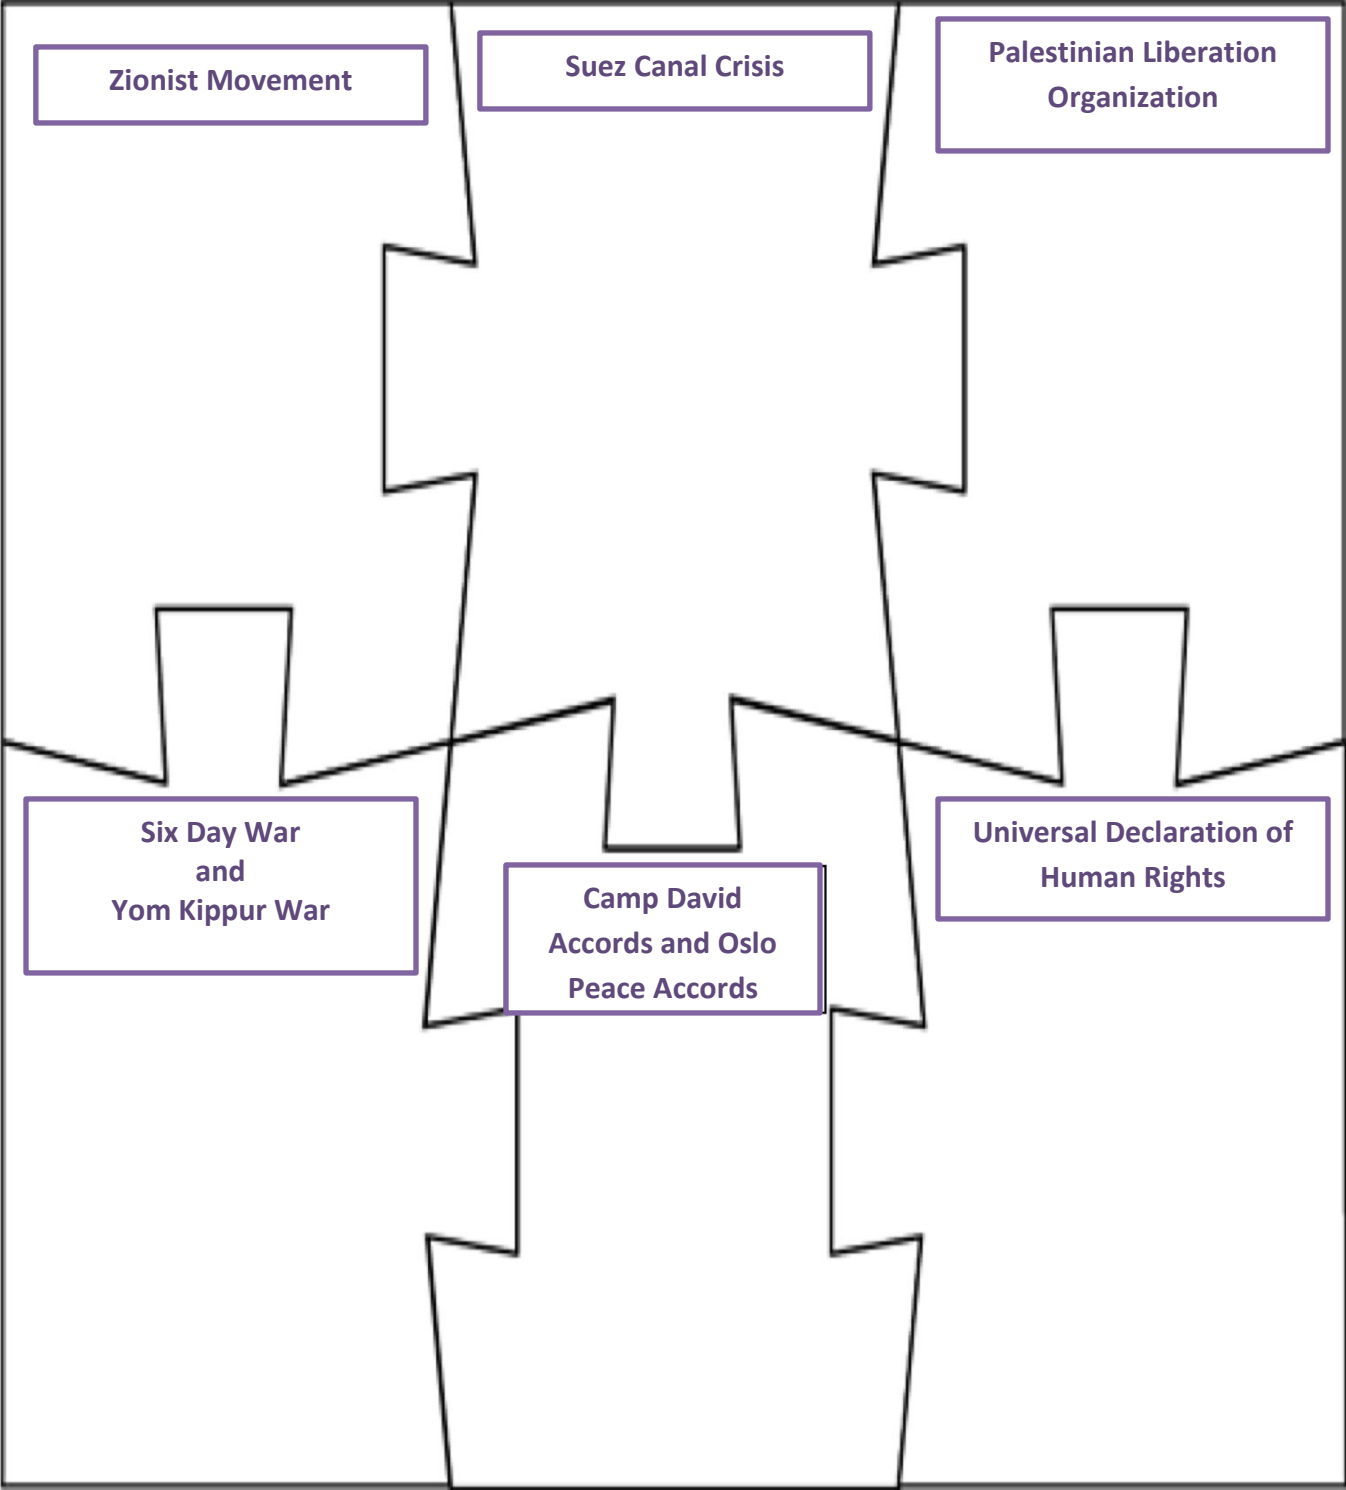 Zionist Movement
Suez Canal Crisis
Palestinian Liberation
Organization
Six Day War
and
Yom Kippur War
Camp David
Accords and Oslo
Peace Accords
Universal Declaration of
Human Rights